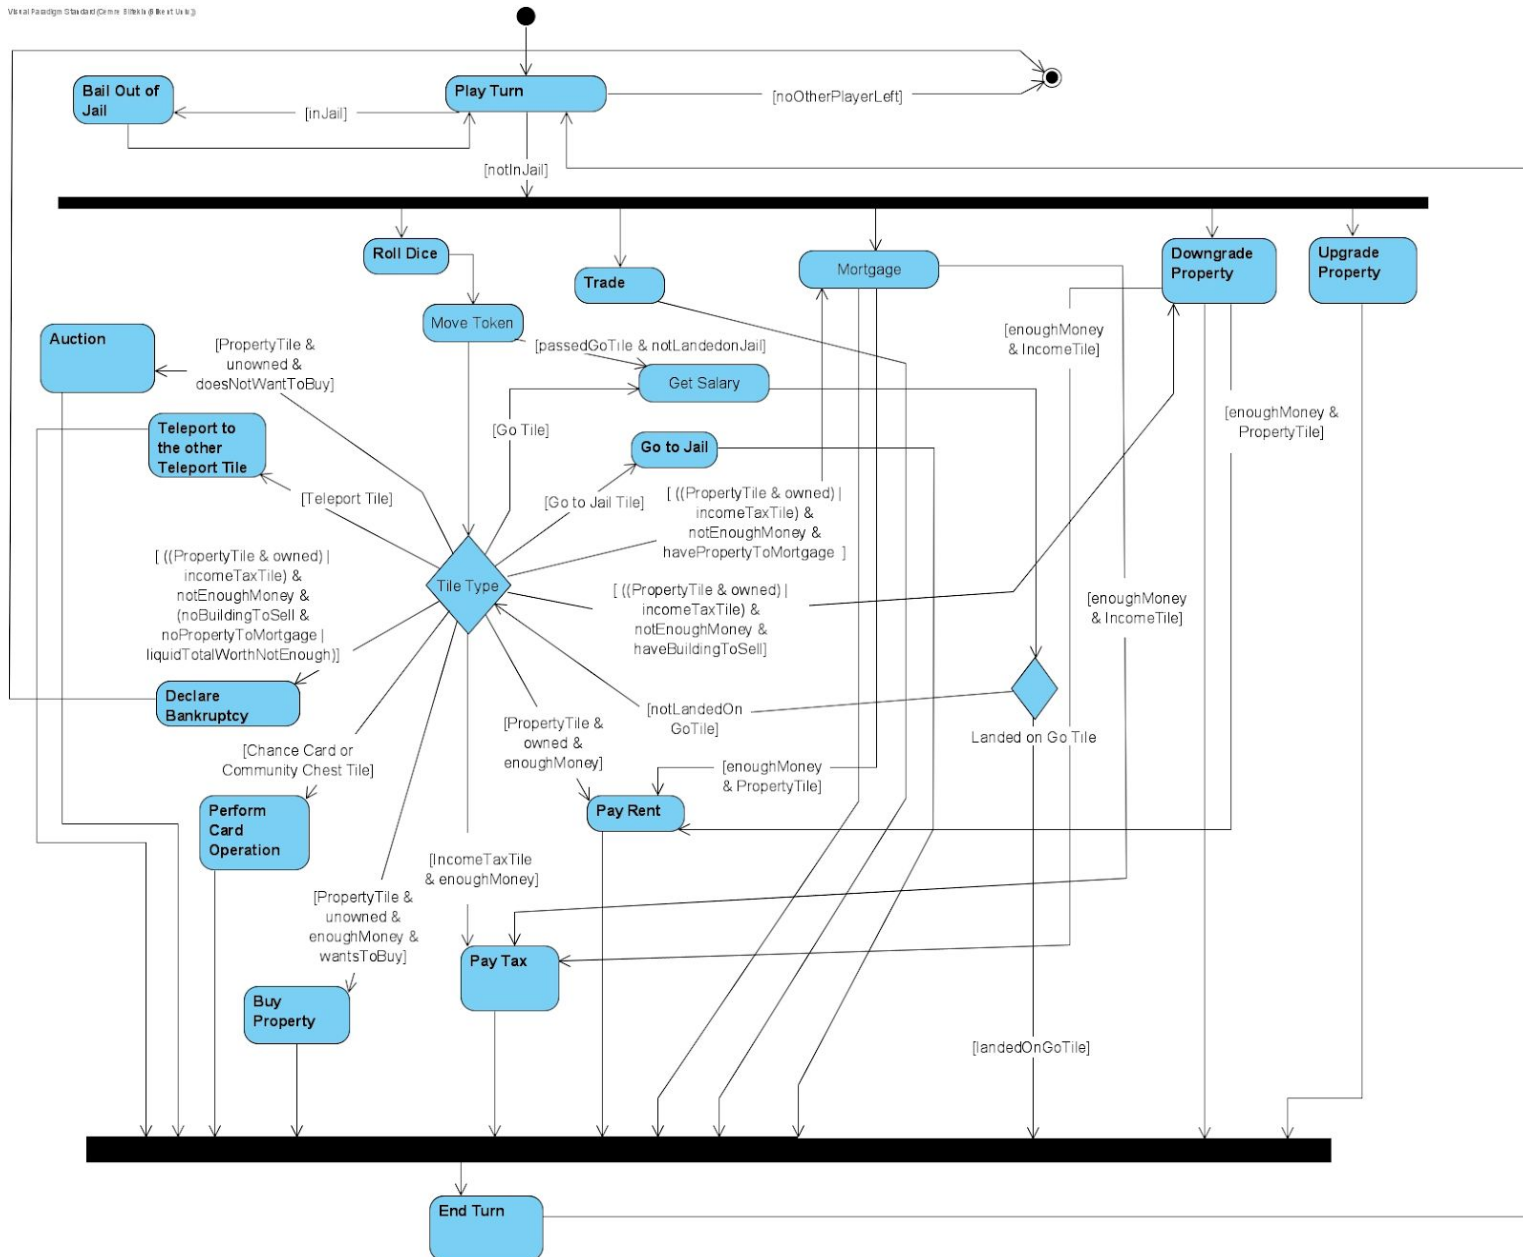 Visual Paradigm Standard
Bail Out of
Jail
Play Turn
[noOtherPlayerLeft]
[inJail]
[notInJail]
Roll Dice
Trade
Mortgage
Downgrade
Property
Upgrade
Property
Move Token
Auction
[PropertyTile &
unowned &
doesNotWantToBuy]
[passedGoTile & notLandedonJail]
[enoughMoney
& IncomeTile]
Get Salary
[Go Tile]
[enoughMoney &
PropertyTile]
Teleport to
the other
Teleport Tile
Go to Jail
[Teleport Tile]
[Go to Jail Tile]
[ ((PropertyTile & owned) |
incomeTaxTile) &
notEnoughMoney &
havePropertyToMortgage ]
[ ((PropertyTile & owned) |
incomeTaxTile) &
notEnoughMoney &
(noBuildingToSell &
noPropertyToMortgage |
liquidTotalWorthNotEnough)]
Tile Type
[ ((PropertyTile & owned) |
incomeTaxTile) &
notEnoughMoney &
haveBuildingToSell]
[enoughMoney
& IncomeTile]
Declare
Bankruptcy
[PropertyTile &
owned &
enoughMoney]
[notLandedOn
GoTile]
Landed on Go Tile
[Chance Card or
Community Chest Tile]
[enoughMoney
& PropertyTile]
Perform
Card
Operation
Pay Rent
[IncomeTaxTile
& enoughMoney]
[PropertyTile &
unowned &
enoughMoney &
wantsToBuy]
Pay Tax
Buy
Property
[landedOnGoTile]
End Turn